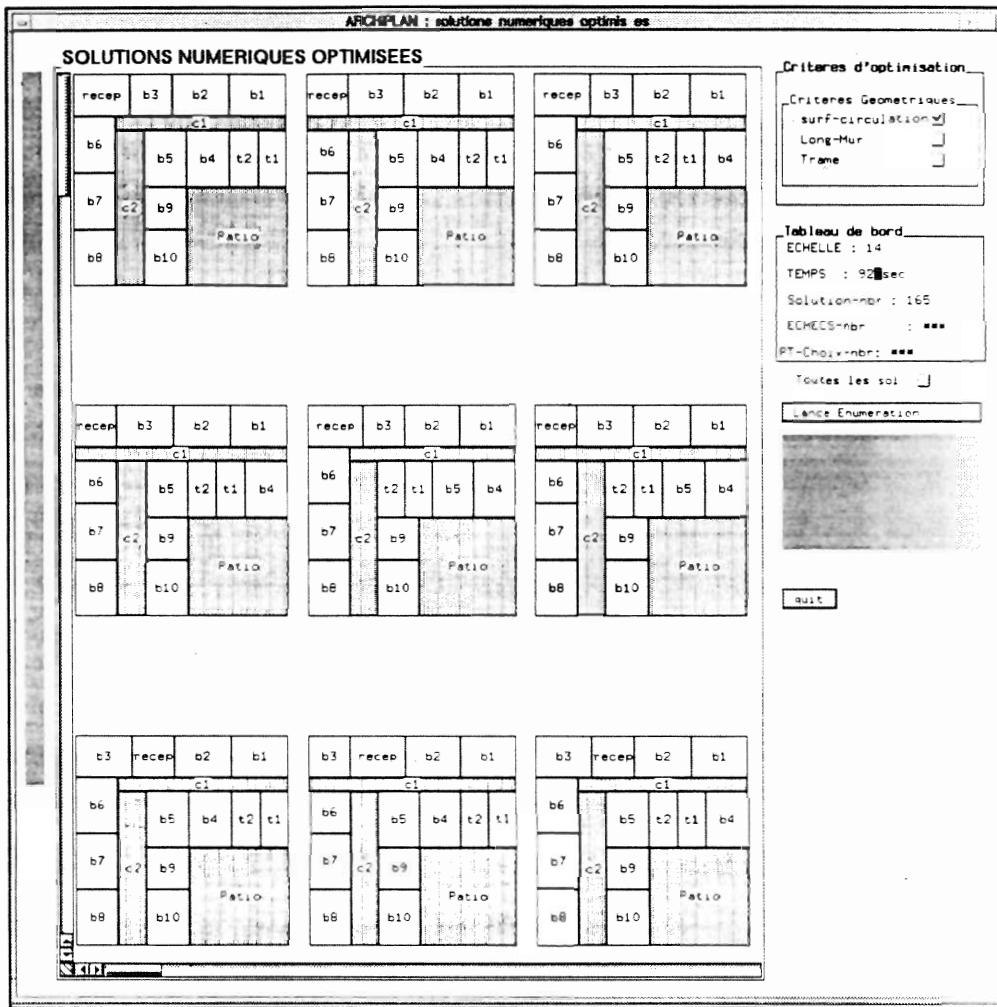 ARCHIPLAN : solutions numeriques optimis es
SOLUTIONS NUMERIQUES OPTIMISEES
recep b3 b2 b1
c1
b6 b5 b4 t2 t1
b7 c2 b9
Patio
b8 b10
recep b3 b2 b1
c1
b6 b5 b4 t2 t1
b7 c2 b9
Patio
b8 b10
recep b3 b2 b1
c1
b6 b5 t2 t1 b4
b7 c2 b9
Patio
b8 b10
recep b3 b2 b1
c1
b6 b5 t2 t1 b4
b7 c2 b9
Patio
b8 b10
recep b3 b2 b1
c1
b6 t2 t1 b5 b4
b7 c2 b9
Patio
b8 b10
recep b3 b2 b1
c1
b6 t2 t1 b5 b4
b7 c2 b9
Patio
b8 b10
b3 recep b2 b1
c1
b6 b5 b4 t2 t1
b7 c2 b9
Patio
b8 b10
b3 recep b2 b1
c1
b6 b5 b4 t2 t1
b7 c2 b9
Patio
b8 b10
b3 recep b2 b1
c1
b6 b5 t2 t1 b4
b7 c2 b9
Patio
b8 b10
Criteres d'optimisation
Criteres Geometriques
surf-circulation
Long-Mur
Trame
Tableau de bord
ECHELLE : 14
TEMPS : 92 sec
Solution-nbr : 165
ECHECS-nbr : ***
PT-Choix-nbr: ***
Toutes les sol
Lance Enumeration
quit